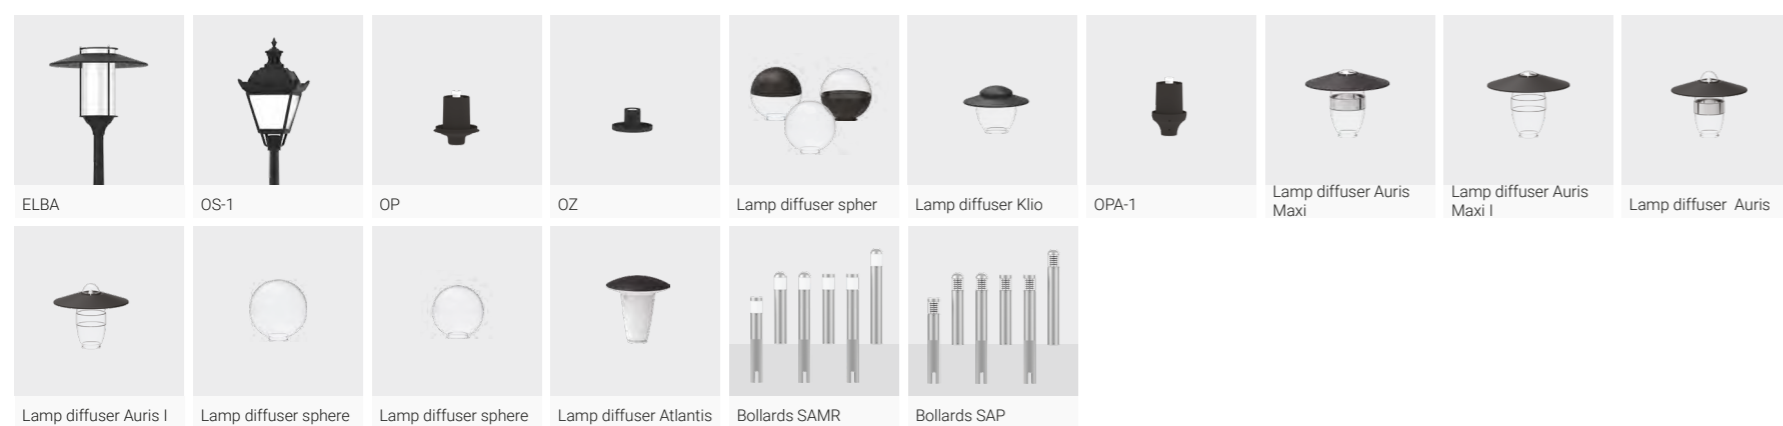 ELBA
OS-1
OP
OZ
Lamp diffuser spher
Lamp diffuser Klio
OPA-1
Lamp diffuser Auris
Maxi
Lamp diffuser Auris
Maxi I
Lamp diffuser Auris
Lamp diffuser Auris I
Lamp diffuser sphere
Lamp diffuser sphere
Lamp diffuser Atlantis
Bollards SAMR
Bollards SAP